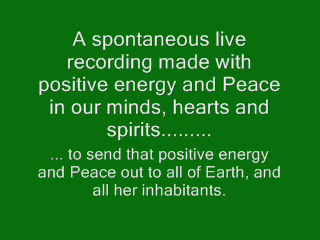 A spontaneous live
recording made with
positive energy and Peace
in our minds, hearts and
spirits.........
... to send that positive energy
and Peace out to all of Earth, and
all her inhabitants.